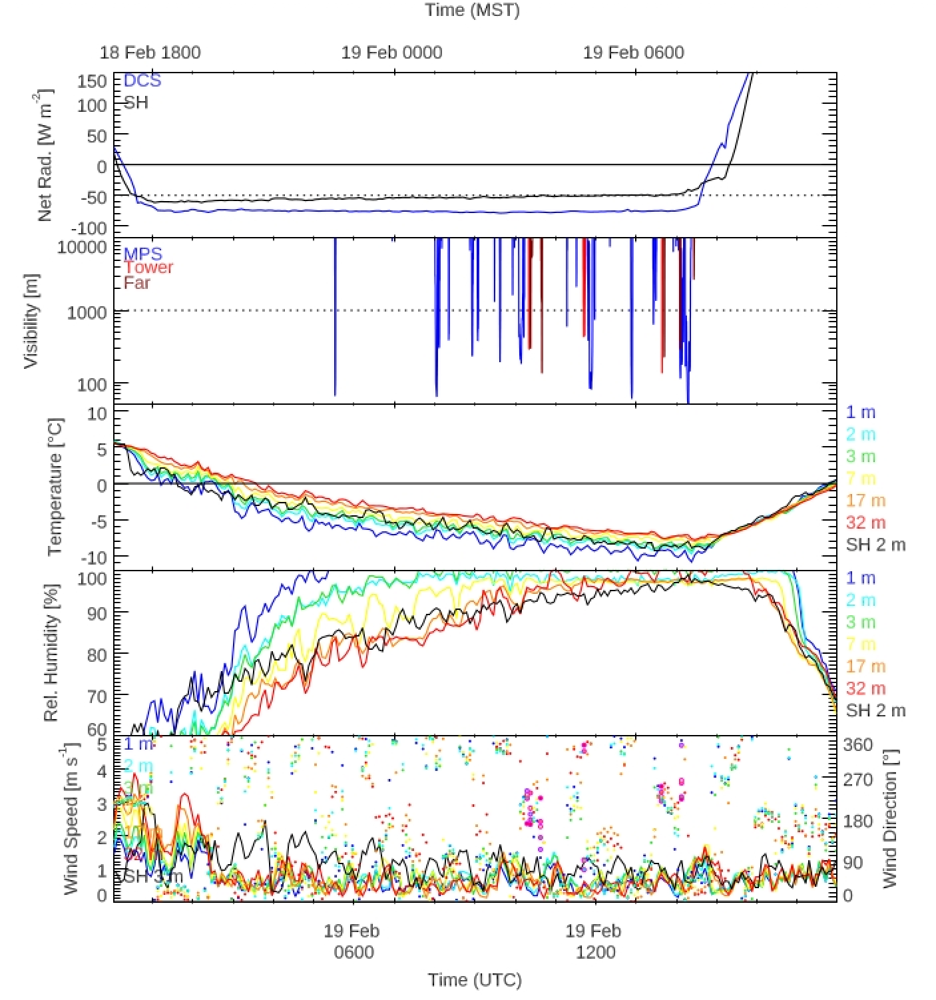 Time (MST)
18 Feb 1800 19 Feb 0000 19 Feb 0600
Net Rad. [W m-2]
150
100
50
0
-50
-100
DCS
SH
Visibility [m]
10000
1000
100
MPS
Tower
Far
Temperature [°C]
10
5
0
-5
-10
1 m
2 m
3 m
7 m
17 m
32 m
SH 2 m
Rel. Humidity [%]
100
90
80
70
60
1 m
2 m
3 m
7 m
17 m
32 m
SH 2 m
Wind Speed [m s-1]
5
4
3
2
1
0
1 m
2 m
3 m
SH 3 m
360
270
180
90
0
Wind Direction [°]
19 Feb 19 Feb
0600 1200
Time (UTC)